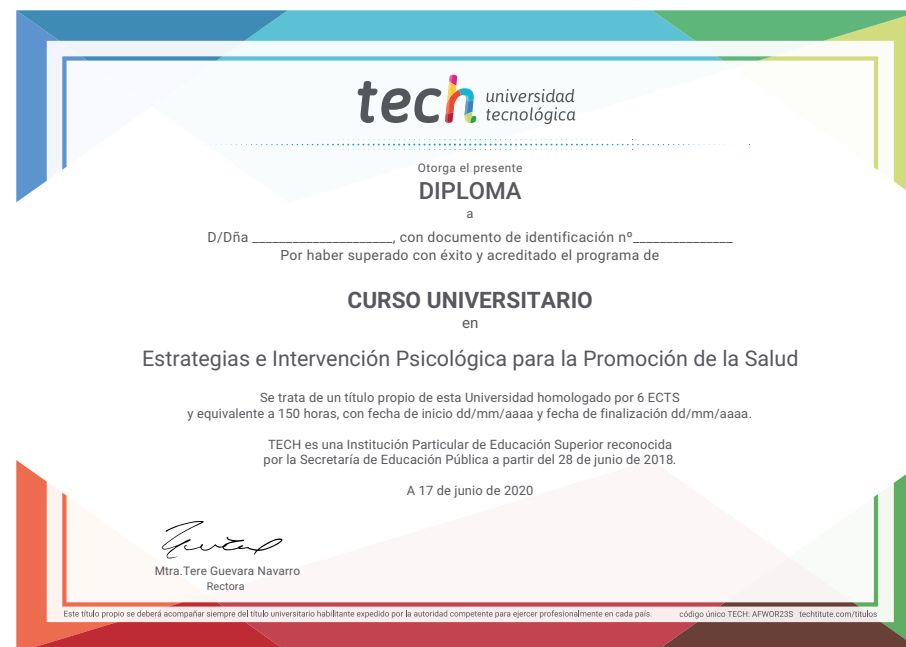 tech universidad
tecnológica
Otorga el presente
DIPLOMA
a
D/Dña _____________________, con documento de identificación nº_______________
Por haber superado con éxito y acreditado el programa de
CURSO UNIVERSITARIO
en
Estrategias e Intervención Psicológica para la Promoción de la Salud
Se trata de un título propio de esta Universidad homologado por 6 ECTS
y equivalente a 150 horas, con fecha de inicio dd/mm/aaaa y fecha de finalización dd/mm/aaaa.
TECH es una Institución Particular de Educación Superior reconocida
por la Secretaría de Educación Pública a partir del 28 de junio de 2018.
A 17 de junio de 2020
Mtra.Tere Guevara Navarro
Rectora
Este título propio se deberá acompañar siempre del título universitario habilitante expedido por la autoridad competente para ejercer profesionalmente en cada país. código único TECH: AFWOR23S techtitute.com/títulos